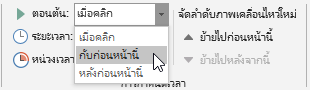 ตอนต้น: เมื่อคลิก จัดลำดับภาพเคลื่อนไหวใหม่
ระยะเวลา: เมื่อคลิก ย้ายไปก่อนหน้านี้
กับก่อนหน้านี้
หน่วงเวลา: หลังก่อนหน้านี้ ย้ายไปหลังจากนี้